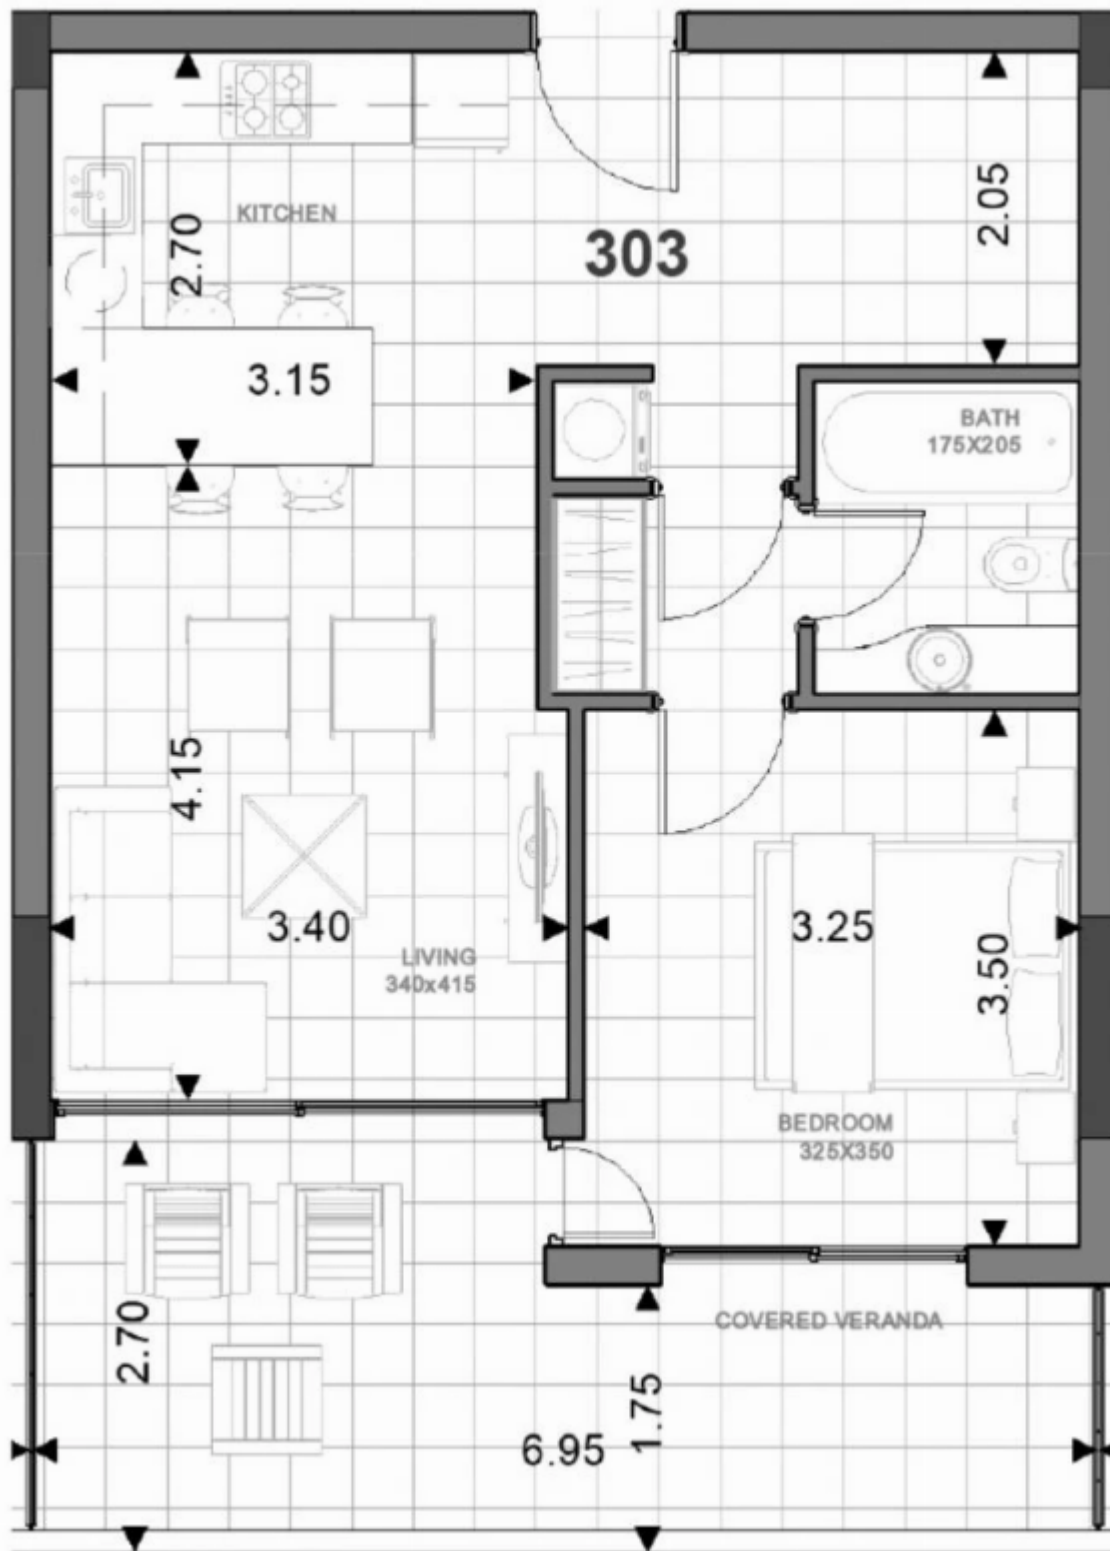 KITCHEN
2.70
2.05
303
3.15
BATH
175X205
4.15
3.40
LIVING
340x415
3.25
3.50
BEDROOM
325X350
2.70
COVERED VERANDA
1.75
6.95